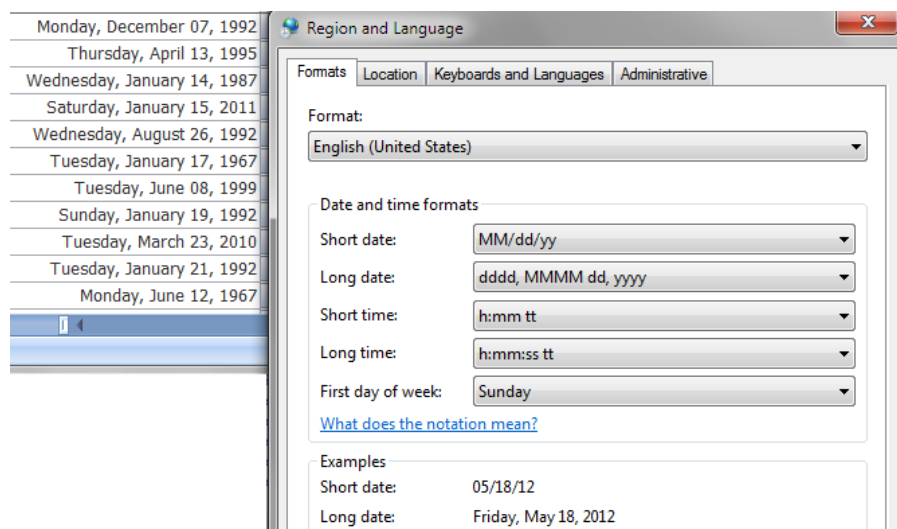 Monday, December 07, 1992
Thursday, April 13, 1995
Wednesday, January 14, 1987
Saturday, January 15, 2011
Wednesday, August 26, 1992
Tuesday, January 17, 1967
Tuesday, June 08, 1999
Sunday, January 19, 1992
Tuesday, March 23, 2010
Tuesday, January 21, 1992
Monday, June 12, 1967
Region and Language
Formats Location Keyboards and Languages Administrative
Format:
English (United States)
Date and time formats
Short date: MM/dd/yy
Long date: dddd, MMMM dd, yyyy
Short time: h:mm tt
Long time: h:mm:ss tt
First day of week: Sunday
What does the notation mean?
Examples
Short date: 05/18/12
Long date: Friday, May 18, 2012